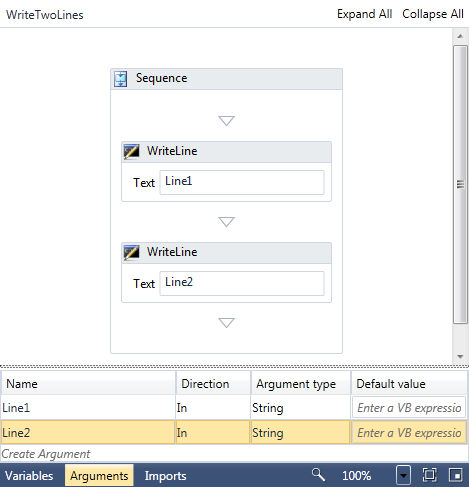 WriteTwoLines Expand All Collapse All
Sequence
WriteLine
Text Line1
WriteLine
Text Line2
Name Direction Argument type Default value
Line1 In String Enter a VB expressio
Line2 In String Enter a VB expressio
Create Argument
Variables Arguments Imports 100%